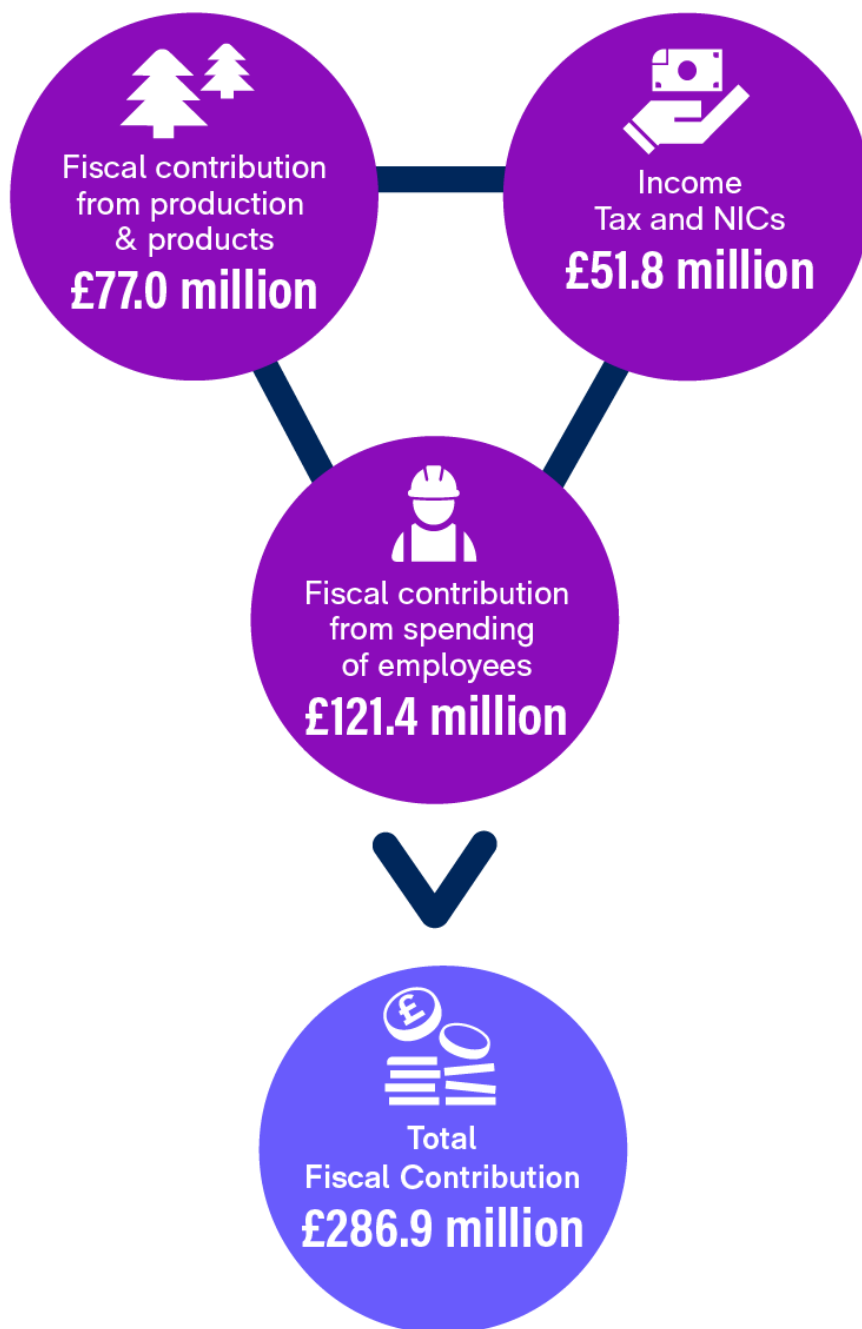 Fiscal contribution
from production
& products
£77.0 million
Income
Tax and NICs
£51.8 million
Fiscal contribution
from spending
of employees
£121.4 million
£
Total
Fiscal Contribution
£286.9 million